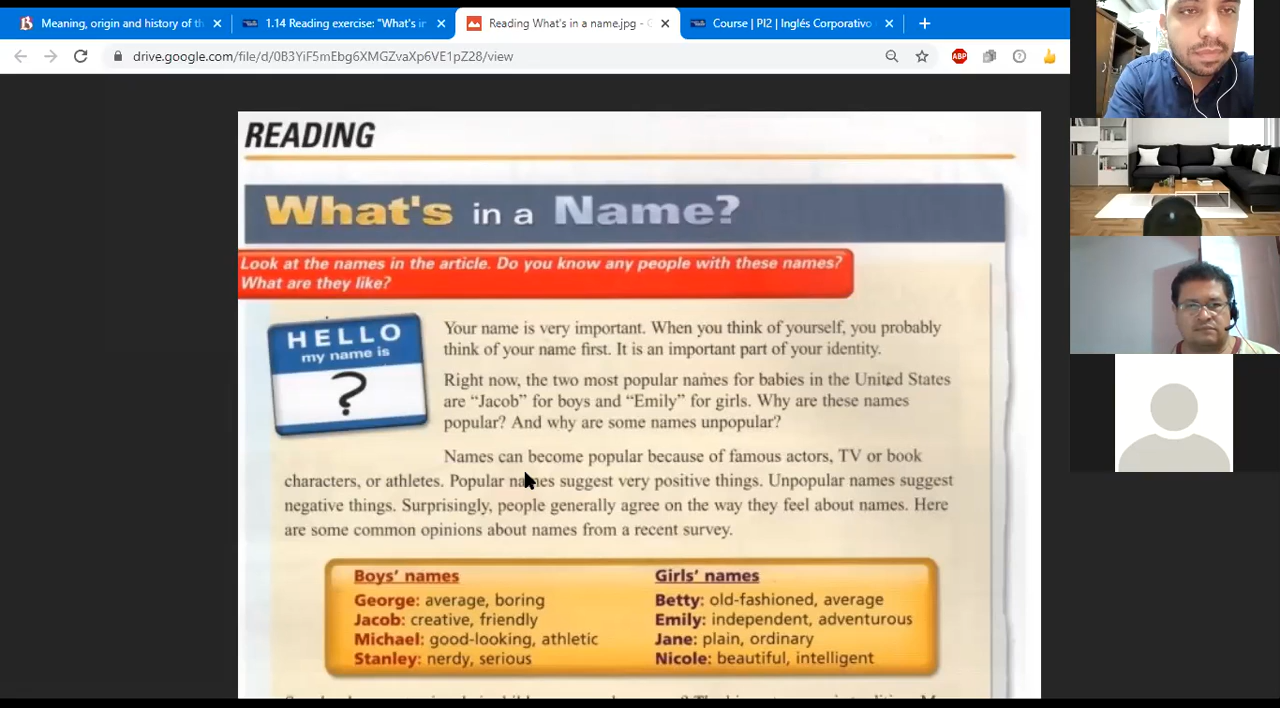 Meaning, origin and history of th
1.14 Reading exercise: "What's in
Reading What's in a name.jpg - G
Course | PI2 | Inglés Corporativo
drive.google.com/file/d/0B3YiF5mEbg6XMGZvaXp6VE1pZ28/view
ABP
READING
What's in a Name?
Look at the names in the article. Do you know any people with these names?
What are they like?
HELLO
my name is
?
Your name is very important. When you think of yourself, you probably
think of your name first. It is an important part of your identity.
Right now, the two most popular names for babies in the United States
are “Jacob” for boys and “Emily” for girls. Why are these names
popular? And why are some names unpopular?
Names can become popular because of famous actors, TV or book
characters, or athletes. Popular names suggest very positive things. Unpopular names suggest
negative things. Surprisingly, people generally agree on the way they feel about names. Here
are some common opinions about names from a recent survey.
Boys’ names
George: average, boring
Jacob: creative, friendly
Michael: good-looking, athletic
Stanley: nerdy, serious
Girls’ names
Betty: old-fashioned, average
Emily: independent, adventurous
Jane: plain, ordinary
Nicole: beautiful, intelligent